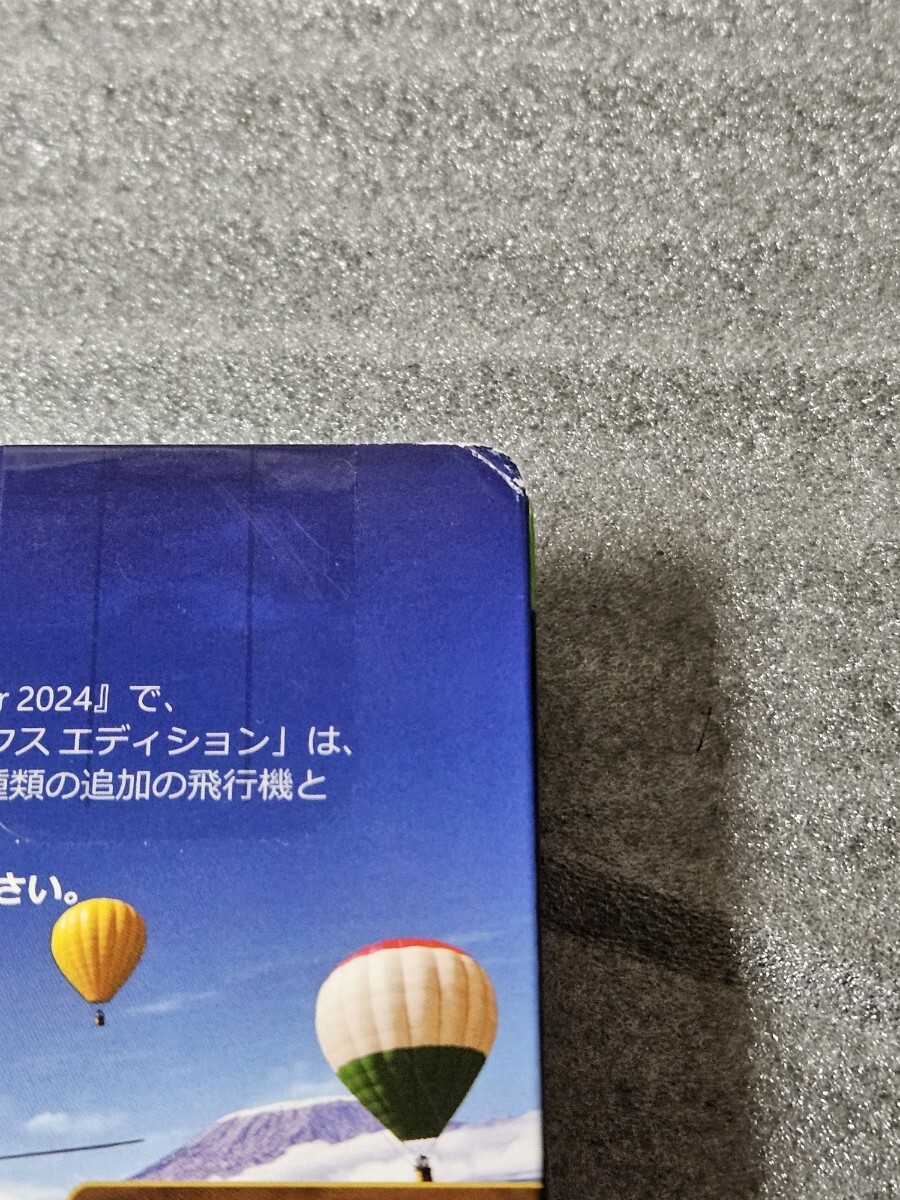 r 2024』で、
クス エディション」は、
種類の追加の飛行機と
さい。